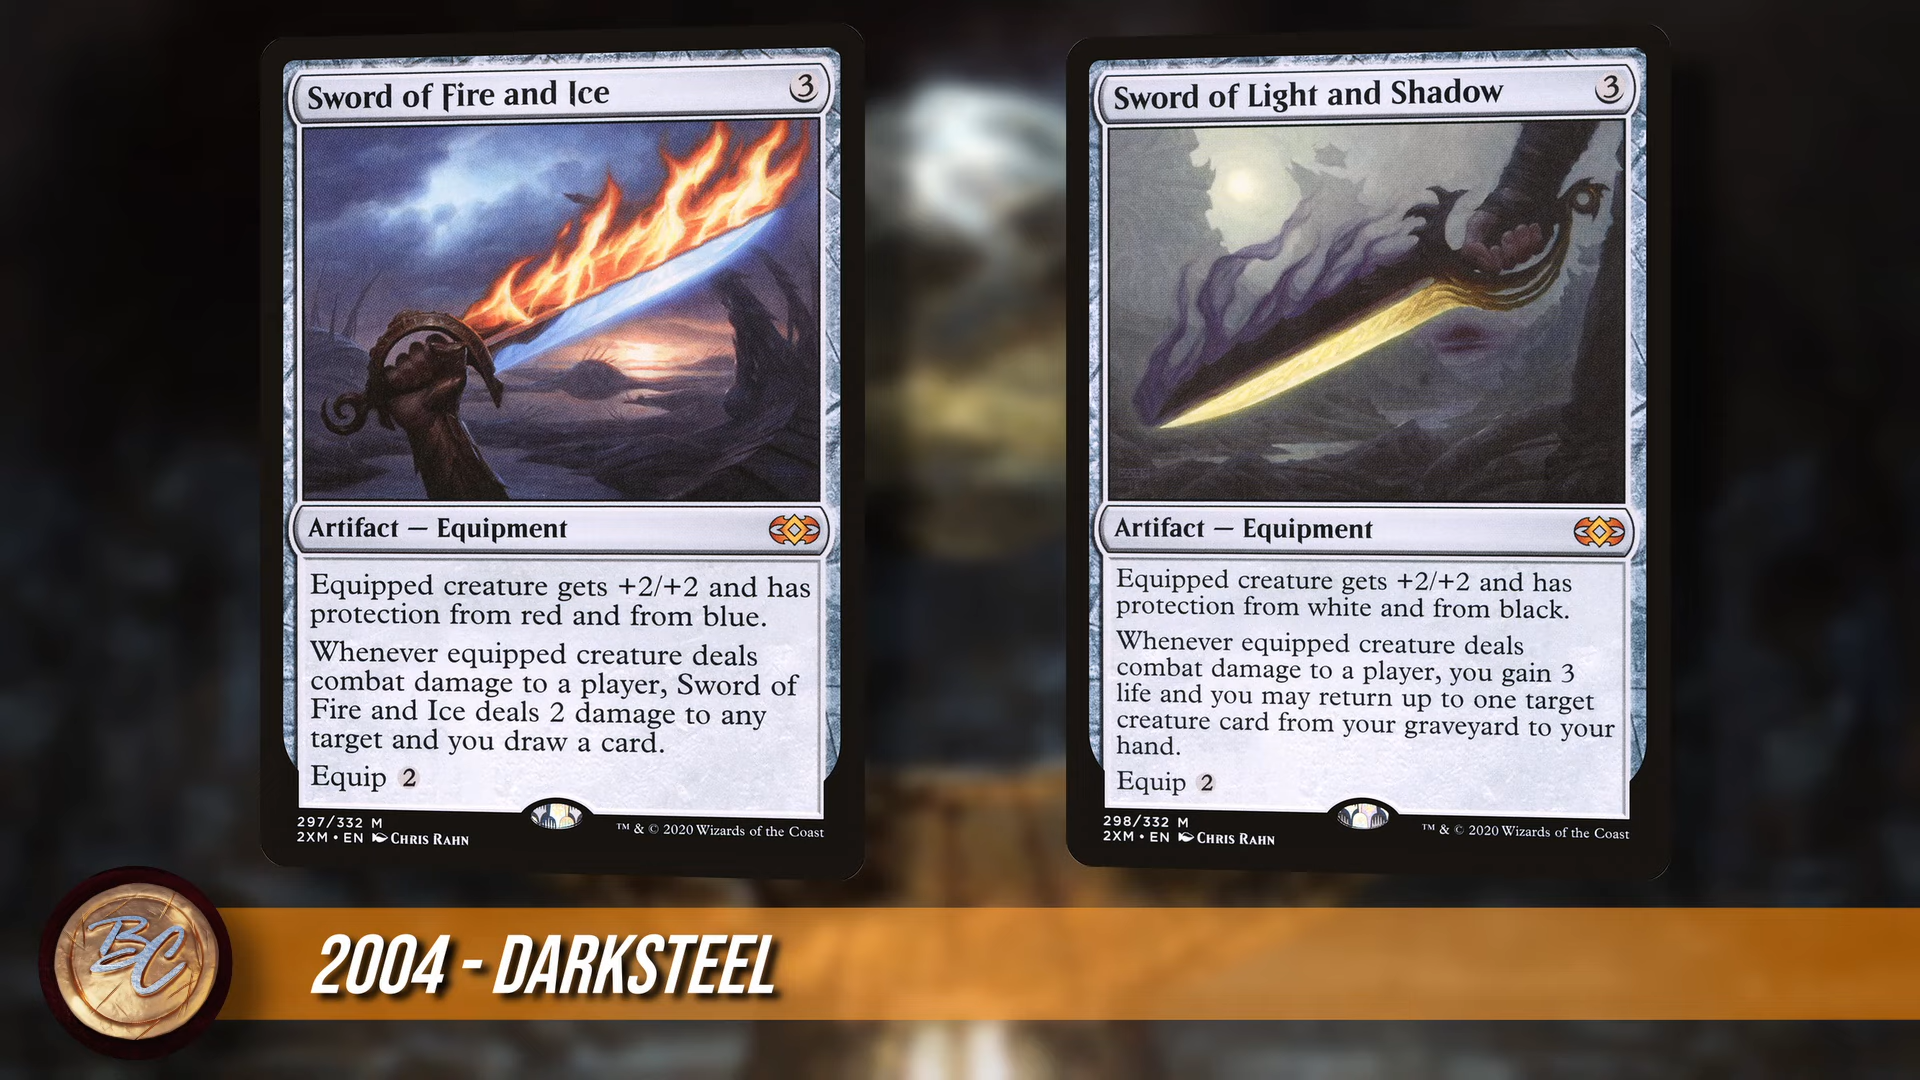 Sword of Fire and Ice 3
Artifact — Equipment
Equipped creature gets +2/+2 and has
protection from red and from blue.
Whenever equipped creature deals
combat damage to a player, Sword of
Fire and Ice deals 2 damage to any
target and you draw a card.
Equip 2
297/332 M
2XM • EN Chris Rahn
™ & © 2020 Wizards of the Coast
Sword of Light and Shadow 3
Artifact — Equipment
Equipped creature gets +2/+2 and has
protection from white and from black.
Whenever equipped creature deals
combat damage to a player, you gain 3
life and you may return up to one target
creature card from your graveyard to your
hand.
Equip 2
298/332 M
2XM • EN Chris Rahn
™ & © 2020 Wizards of the Coast
BC
2004 - DARKSTEEL